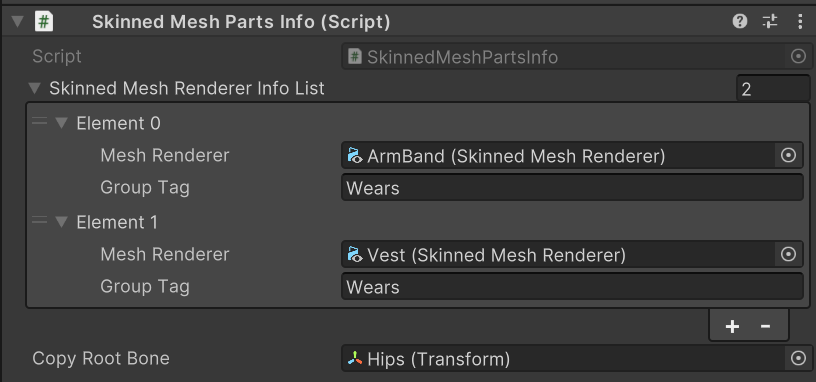 Skinned Mesh Parts Info (Script)
Script SkinnedMeshPartsInfo
Skinned Mesh Renderer Info List 2
Element 0
Mesh Renderer ArmBand (Skinned Mesh Renderer)
Group Tag Wears
Element 1
Mesh Renderer Vest (Skinned Mesh Renderer)
Group Tag Wears
+ -
Copy Root Bone Hips (Transform)